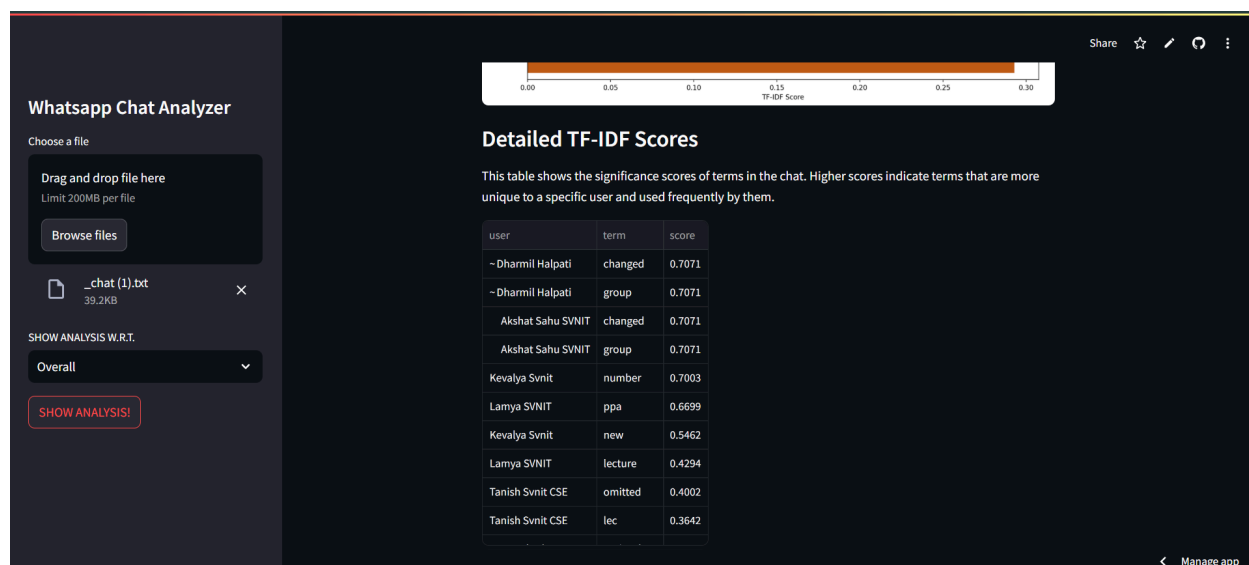 Share
Whatsapp Chat Analyzer
Choose a file
Drag and drop file here
Limit 200MB per file
Browse files
_chat (1).txt
39.2KB
SHOW ANALYSIS W.R.T.
Overall
SHOW ANALYSIS!
0.00 0.05 0.10 0.15 0.20 0.25 0.30
TF-IDF Score
Detailed TF-IDF Scores
This table shows the significance scores of terms in the chat. Higher scores indicate terms that are more
unique to a specific user and used frequently by them.
user term score
~ Dharmil Halpati changed 0.7071
~ Dharmil Halpati group 0.7071
Akshat Sahu SVNIT changed 0.7071
Akshat Sahu SVNIT group 0.7071
Kevalya Svnit number 0.7003
Lamya SVNIT ppa 0.6699
Kevalya Svnit new 0.5462
Lamya SVNIT lecture 0.4294
Tanish Svnit CSE omitted 0.4002
Tanish Svnit CSE lec 0.3642
Manage app